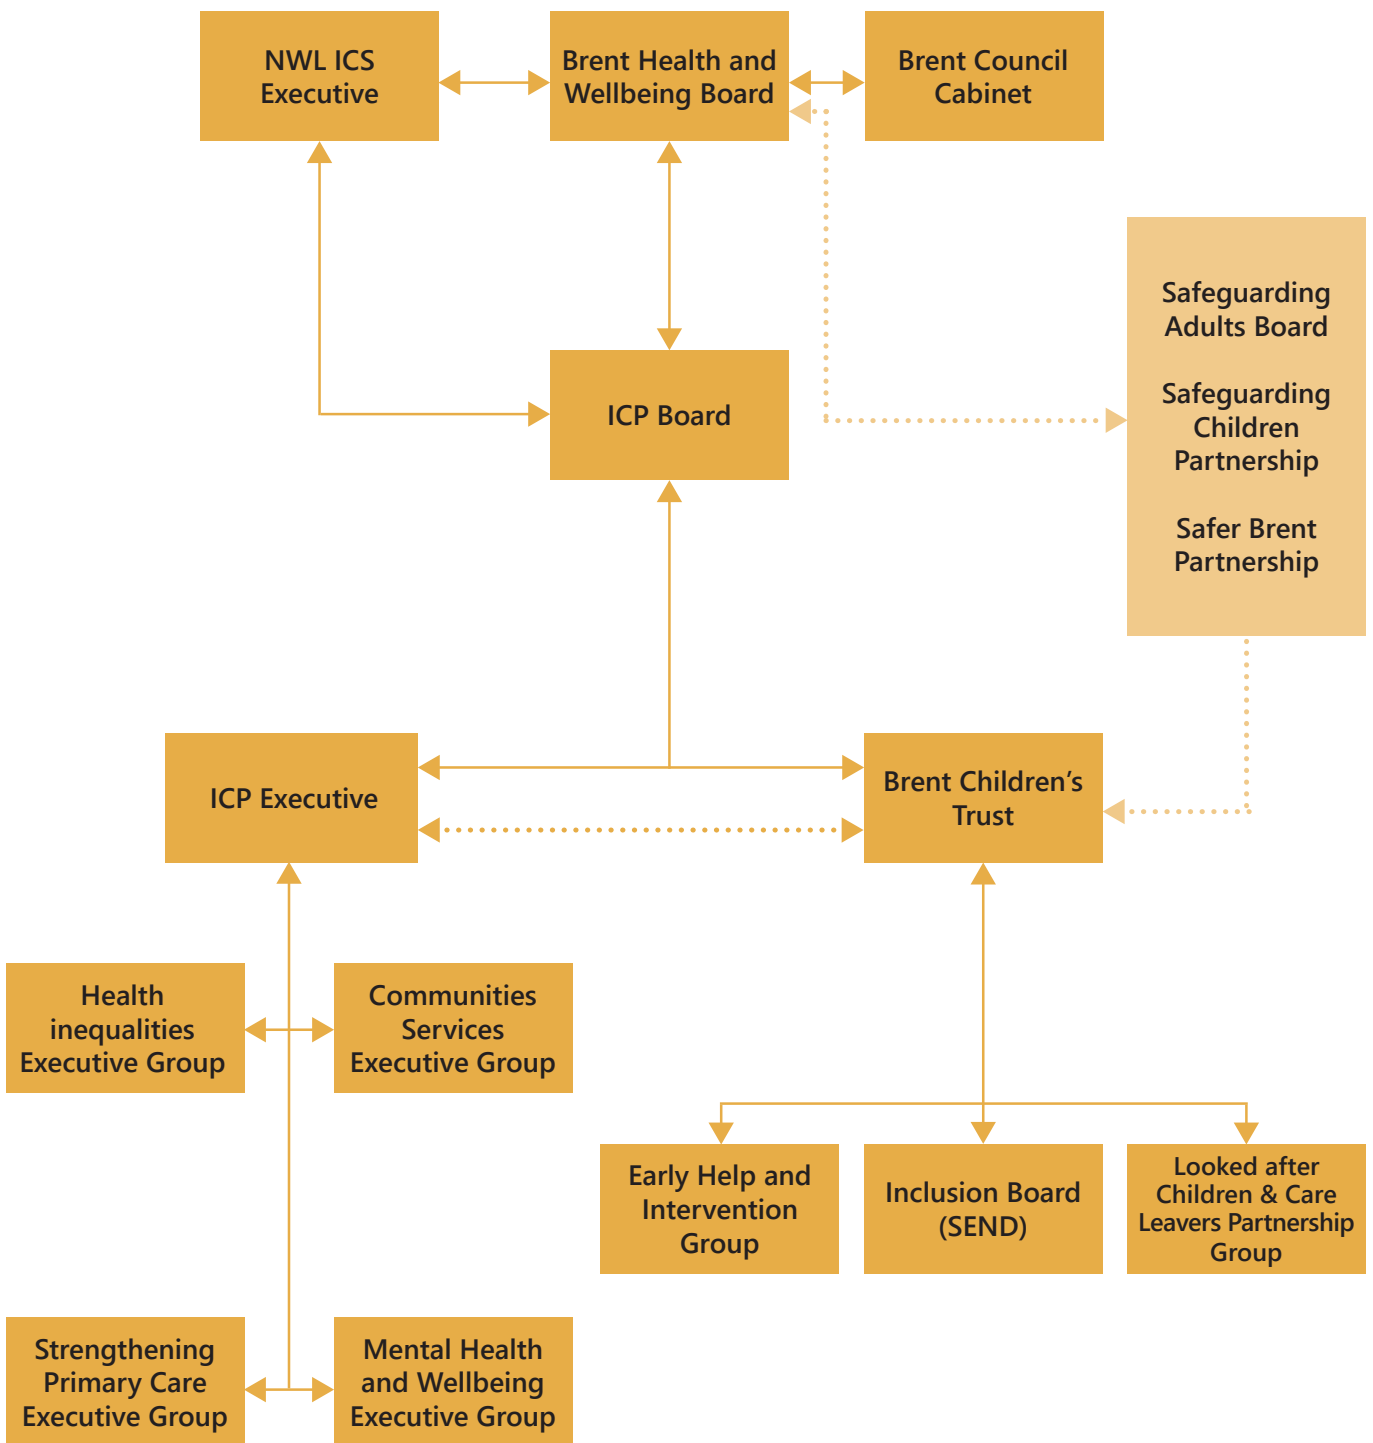 NWL ICS
Executive
Brent Health and
Wellbeing Board
Brent Council
Cabinet
Safeguarding
Adults Board
Safeguarding
Children
Partnership
Safer Brent
Partnership
ICP Board
ICP Executive
Brent Children’s
Trust
Health
inequalities
Executive Group
Communities
Services
Executive Group
Early Help and
Intervention
Group
Inclusion Board
(SEND)
Looked after
Children & Care
Leavers Partnership
Group
Strengthening
Primary Care
Executive Group
Mental Health
and Wellbeing
Executive Group